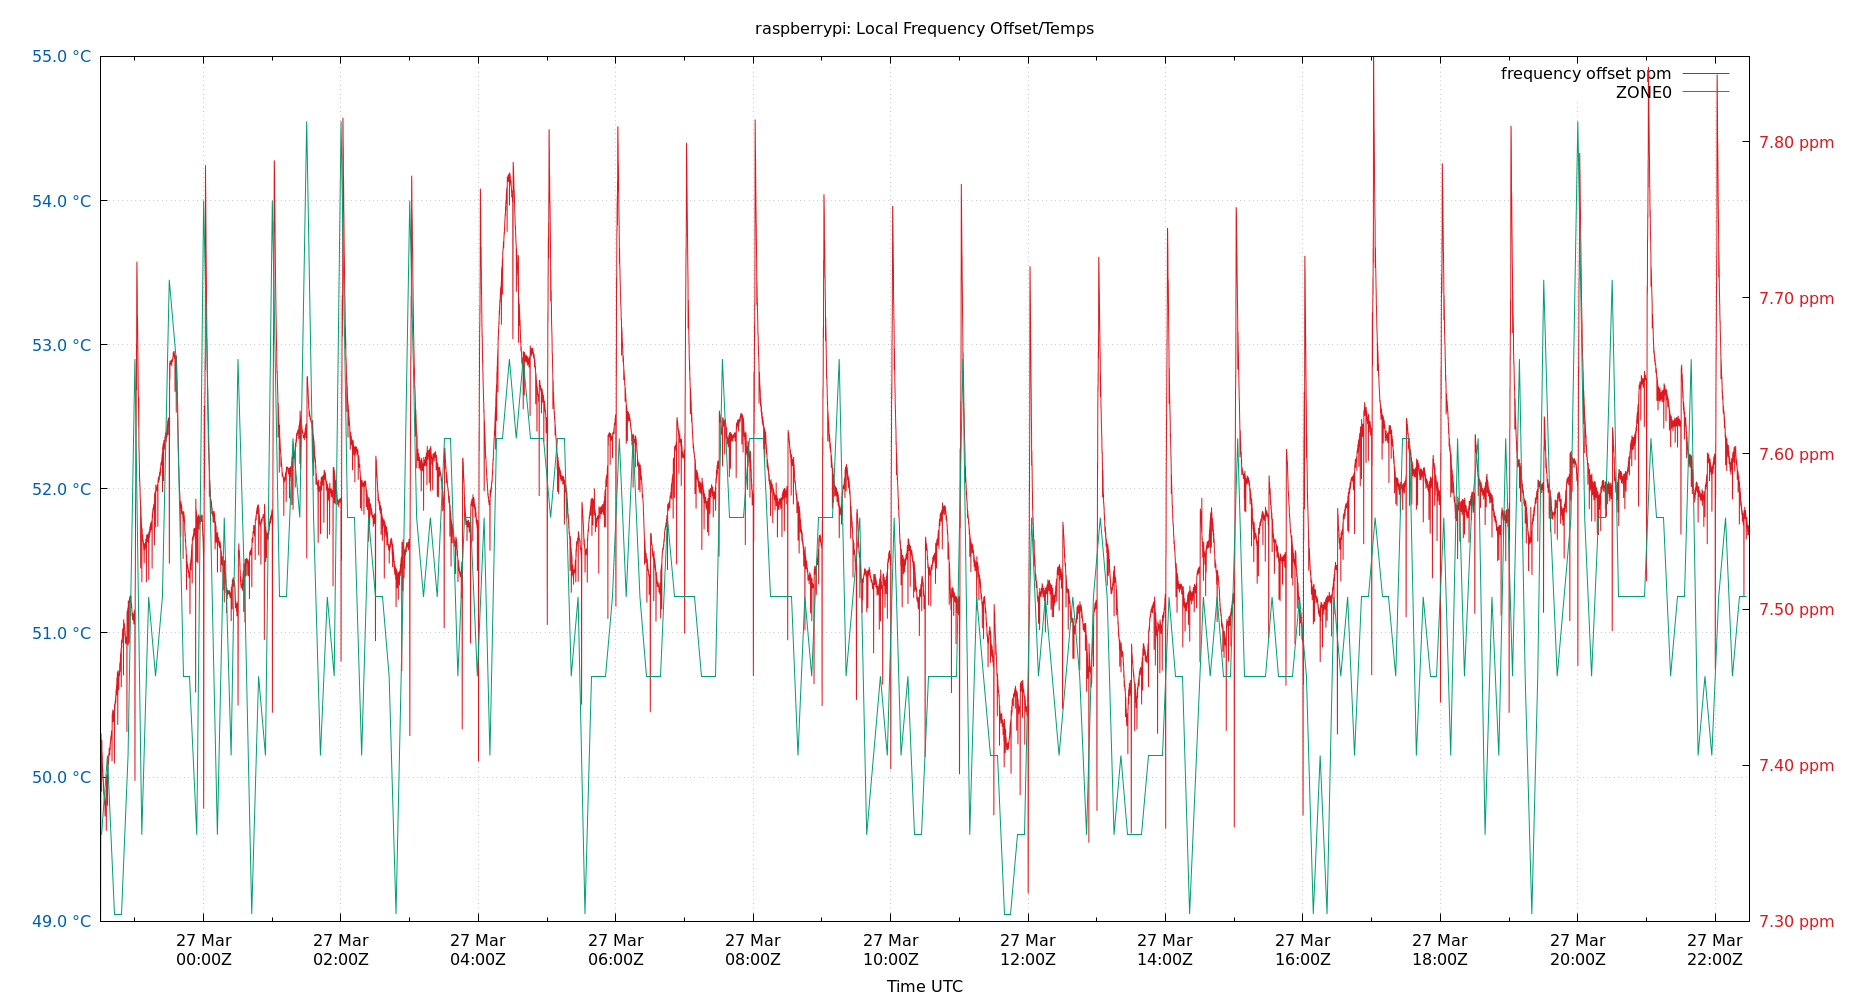 raspberrypi: Local Frequency Offset/Temps
55.0 °C
54.0 °C
53.0 °C
52.0 °C
51.0 °C
50.0 °C
49.0 °C
frequency offset ppm
ZONE0
7.80 ppm
7.70 ppm
7.60 ppm
7.50 ppm
7.40 ppm
7.30 ppm
27 Mar
00:00Z
27 Mar
02:00Z
27 Mar
04:00Z
27 Mar
06:00Z
27 Mar
08:00Z
27 Mar
10:00Z
27 Mar
12:00Z
27 Mar
14:00Z
27 Mar
16:00Z
27 Mar
18:00Z
27 Mar
20:00Z
27 Mar
22:00Z
Time UTC